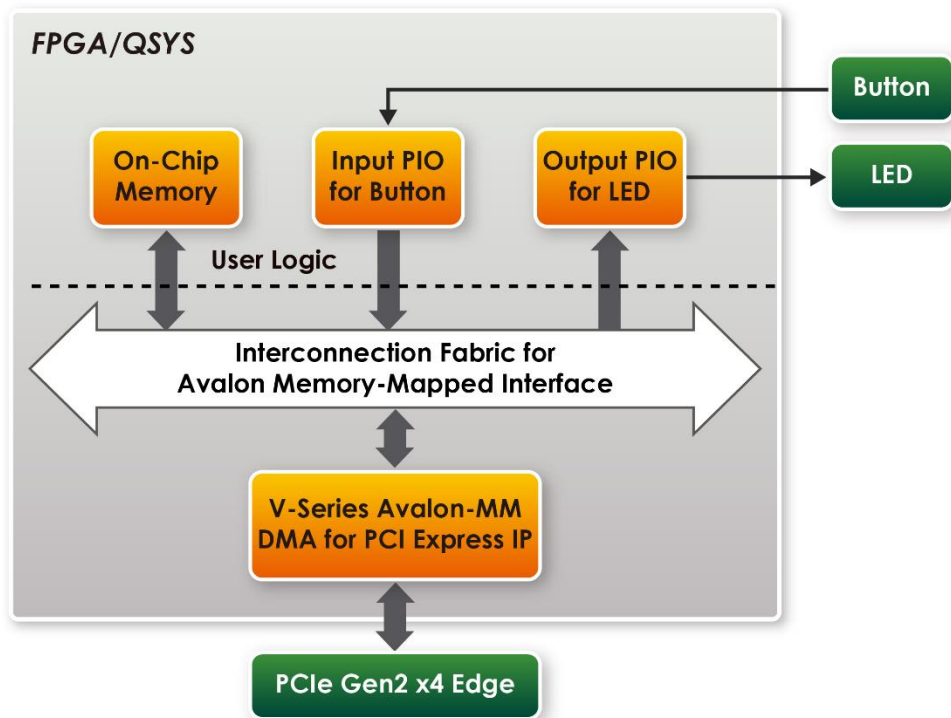 FPGA/QSYS
Button
On-Chip
Memory
Input PIO
for Button
Output PIO
for LED
LED
User Logic
Interconnection Fabric for
Avalon Memory-Mapped Interface
V-Series Avalon-MM
DMA for PCI Express IP
PCIe Gen2 x4 Edge